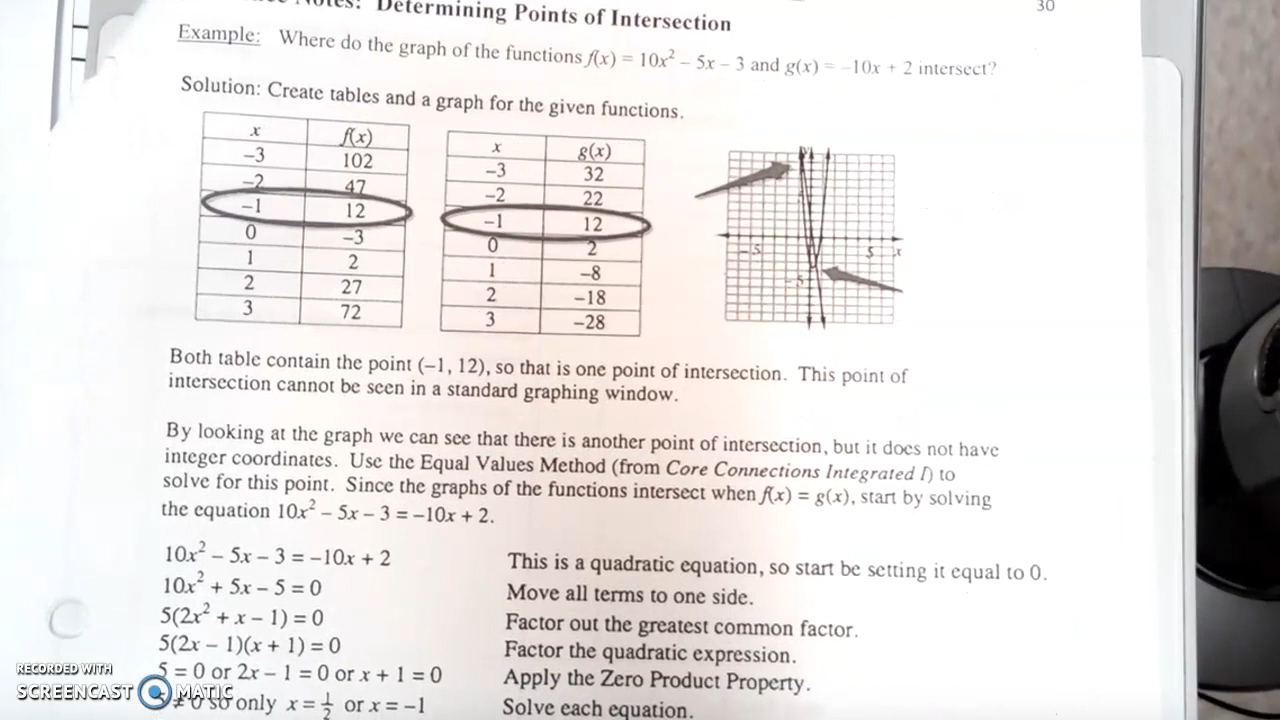 30
Notes: Determining Points of Intersection
Example: Where do the graph of the functions f(x) = 10x² – 5x – 3 and g(x) = –10x + 2 intersect?
Solution: Create tables and a graph for the given functions.
x f(x)
–3 102
–2 47
–1 12
0 –3
1 2
2 27
3 72
x g(x)
–3 32
–2 22
–1 12
0 2
1 –8
2 –18
3 –28
y
–5 5 x
–5
Both table contain the point (–1, 12), so that is one point of intersection. This point of
intersection cannot be seen in a standard graphing window.
By looking at the graph we can see that there is another point of intersection, but it does not have
integer coordinates. Use the Equal Values Method (from Core Connections Integrated I) to
solve for this point. Since the graphs of the functions intersect when f(x) = g(x), start by solving
the equation 10x² – 5x – 3 = –10x + 2.
10x² – 5x – 3 = –10x + 2 This is a quadratic equation, so start be setting it equal to 0.
10x² + 5x – 5 = 0 Move all terms to one side.
5(2x² + x – 1) = 0 Factor out the greatest common factor.
5(2x – 1)(x + 1) = 0 Factor the quadratic expression.
5 = 0 or 2x – 1 = 0 or x + 1 = 0 Apply the Zero Product Property.
5 ≠ 0 so only x = ½ or x = –1 Solve each equation.
RECORDED WITH
SCREENCAST MATIC